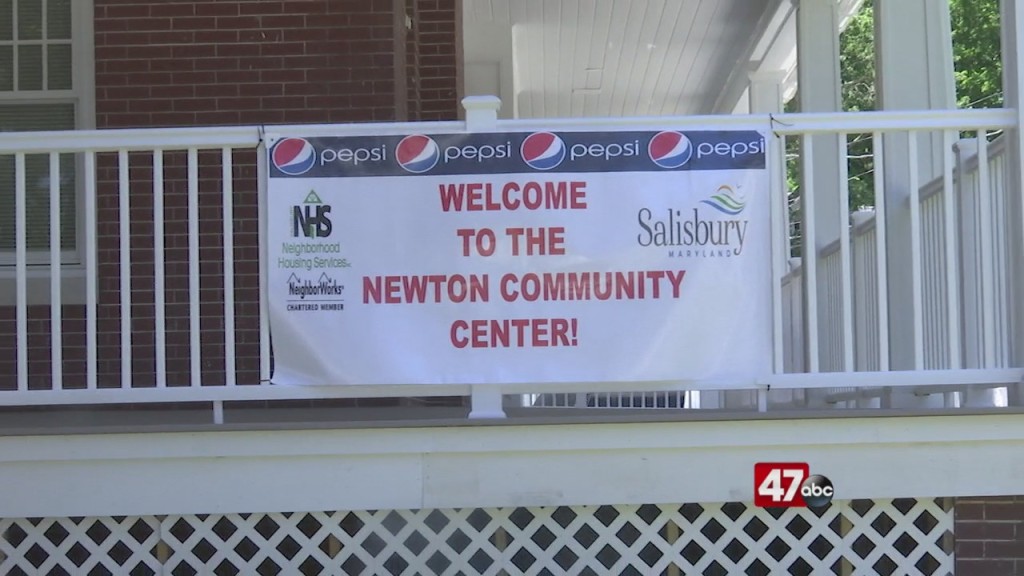 pepsi pepsi pepsi pepsi
WELCOME
TO THE
NEWTON COMMUNITY
CENTER!
NHS
Neighborhood
Housing Services
NeighborWorks®
CHARTERED MEMBER
Salisbury
MARYLAND
47 abc